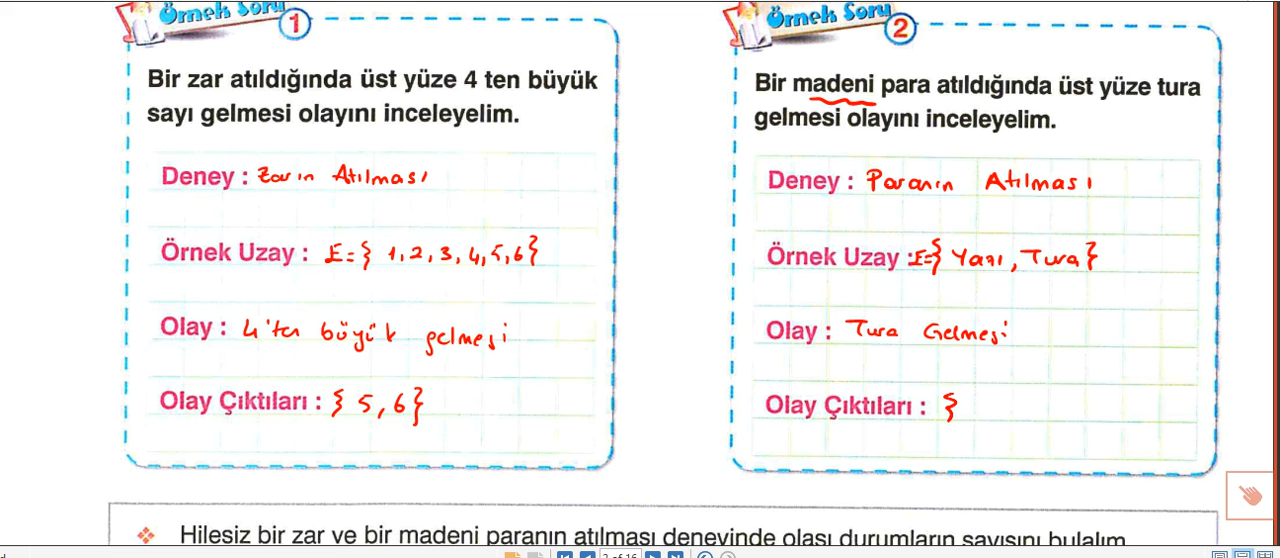 Örnek Soru 1
Bir zar atıldığında üst yüze 4 ten büyük
sayı gelmesi olayını inceleyelim.
Deney : Zarın Atılması
Örnek Uzay : E={ 1,2,3,4,5,6}
Olay : 4'ten büyük gelmesi
Olay Çıktıları : { 5,6}
Örnek Soru 2
Bir madeni para atıldığında üst yüze tura
gelmesi olayını inceleyelim.
Deney : Paranın Atılması
Örnek Uzay : E={ Yazı, Tura}
Olay : Tura Gelmesi
Olay Çıktıları : {
Hilesiz bir zar ve bir madeni paranın atılması deneyinde olası durumların sayısını bulalım